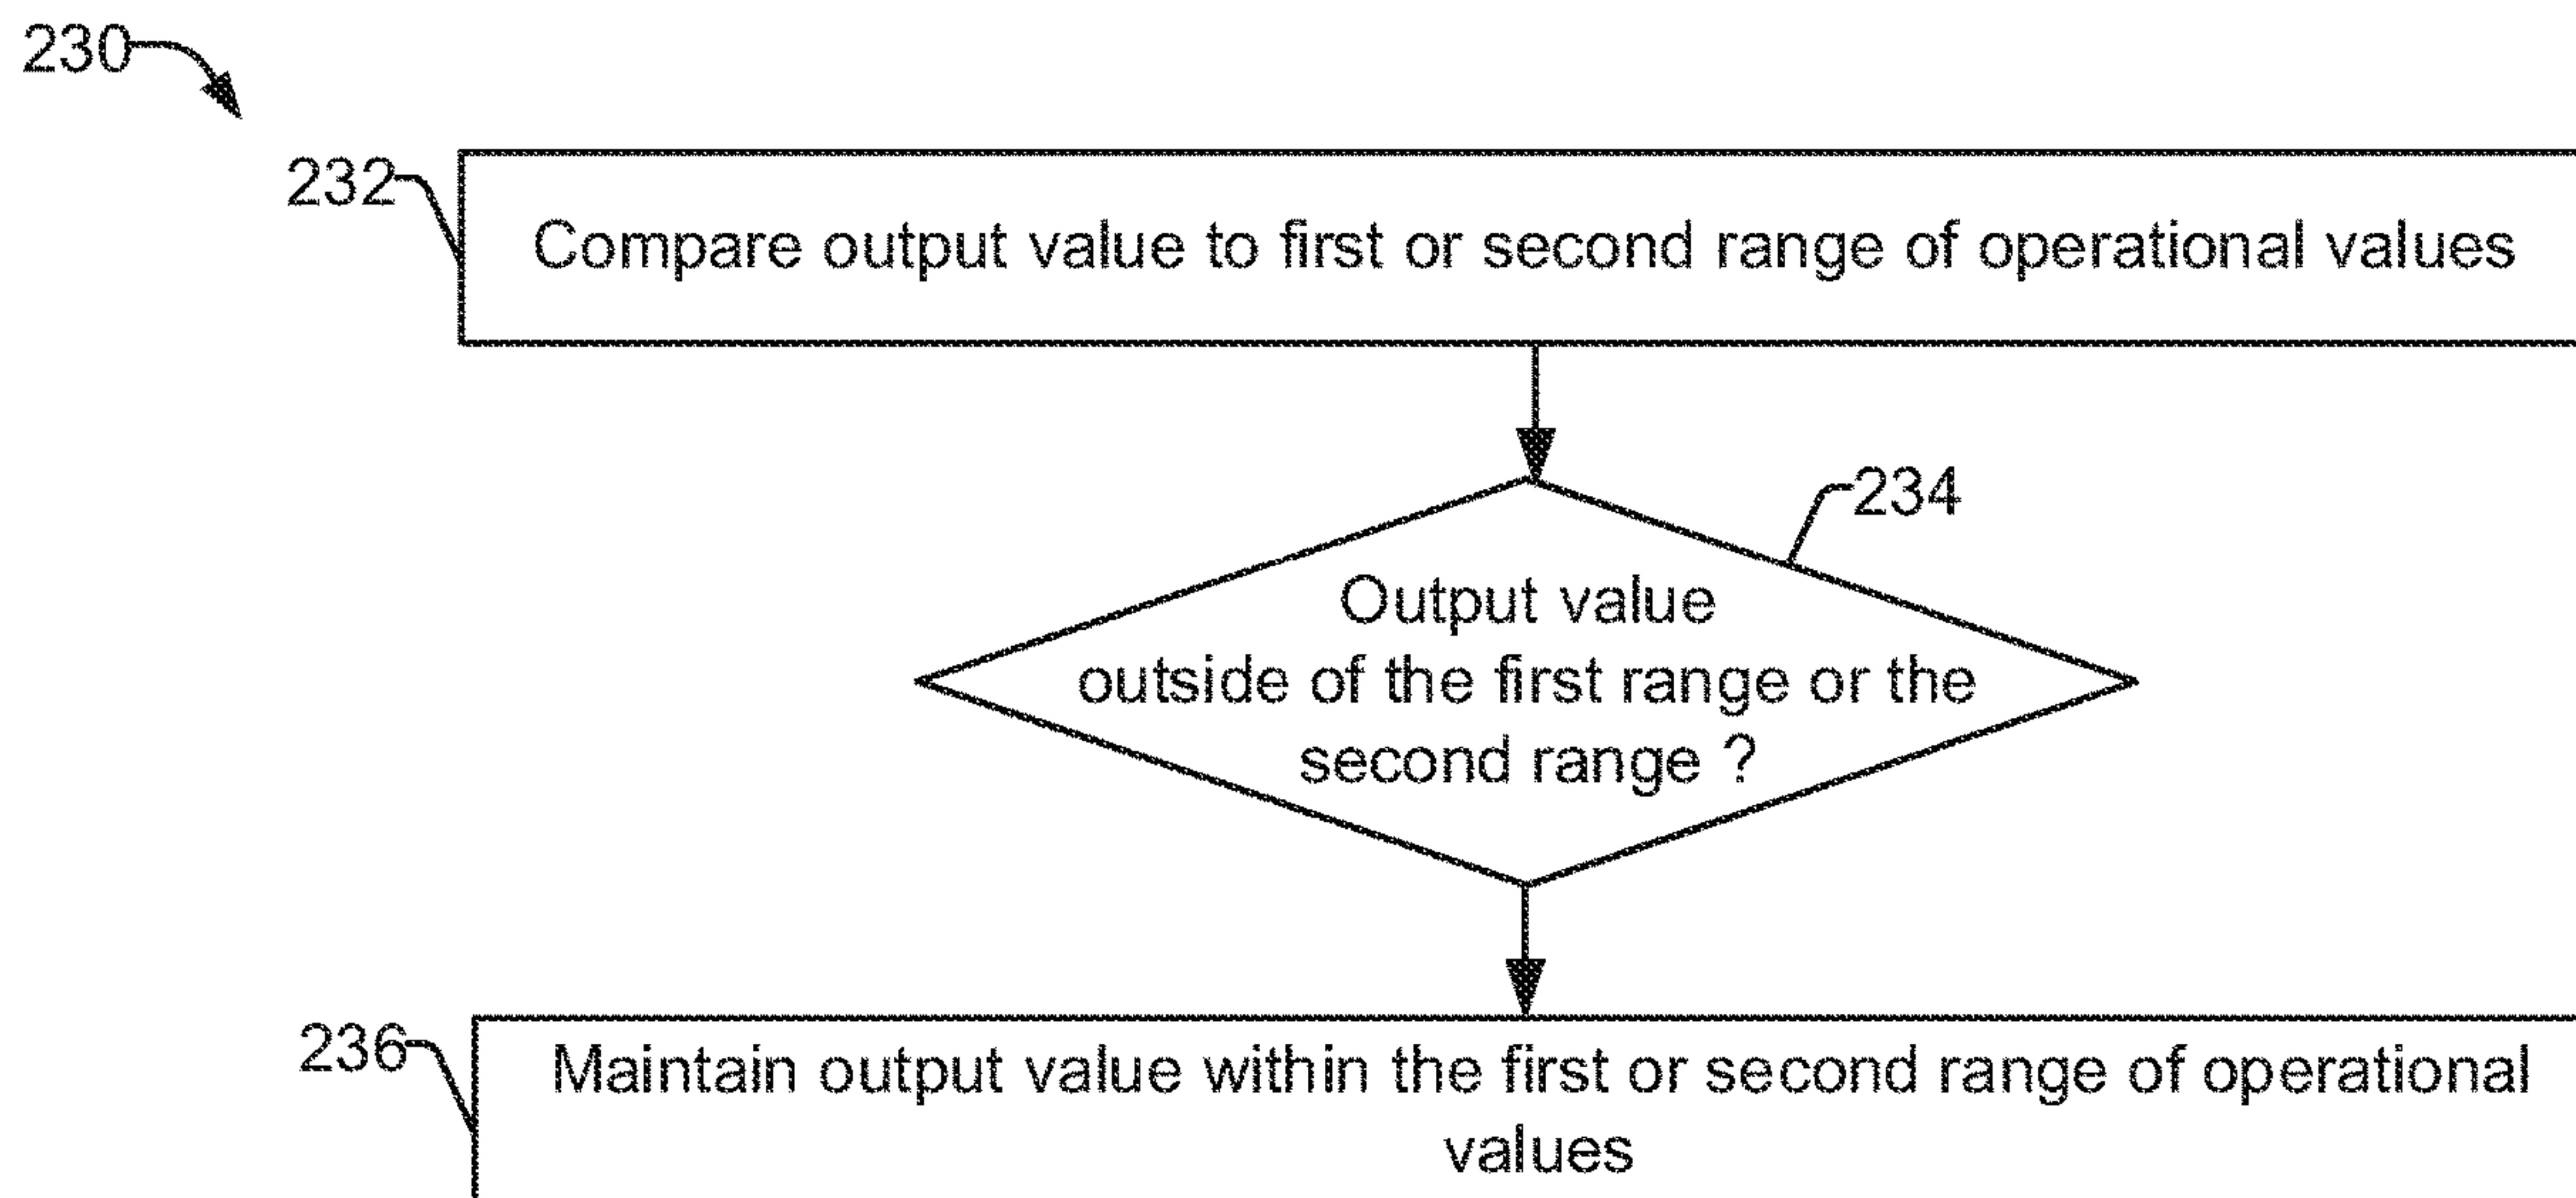 230
232
Compare output value to first or second range of operational values
234
Output value
outside of the first range or the
second range ?
236
Maintain output value within the first or second range of operational
values